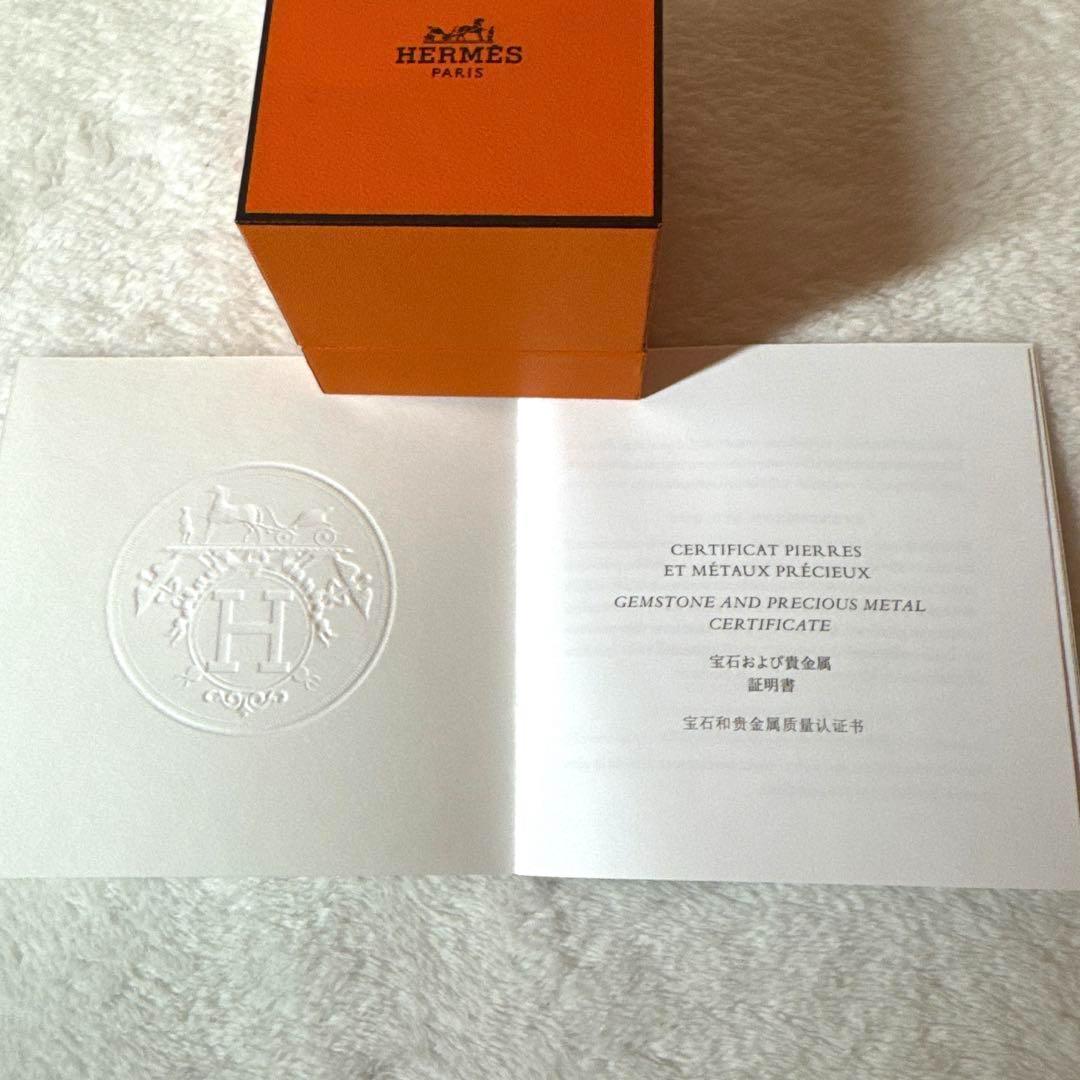 HERMÈS
PARIS
H
CERTIFICAT PIERRES
ET MÉTAUX PRÉCIEUX
GEMSTONE AND PRECIOUS METAL
CERTIFICATE
宝石および貴金属
証明書
宝石和贵金属质量认证书